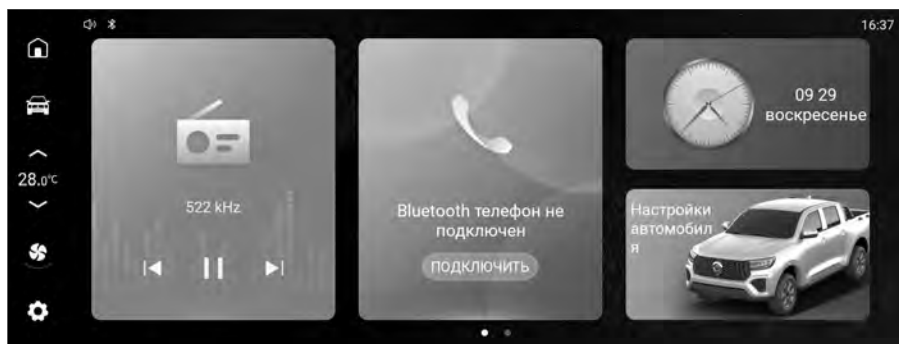 16:37
28.0°C
522 kHz
Bluetooth телефон не
подключен
ПОДКЛЮЧИТЬ
09 29
воскресенье
Настройки
автомобил
я